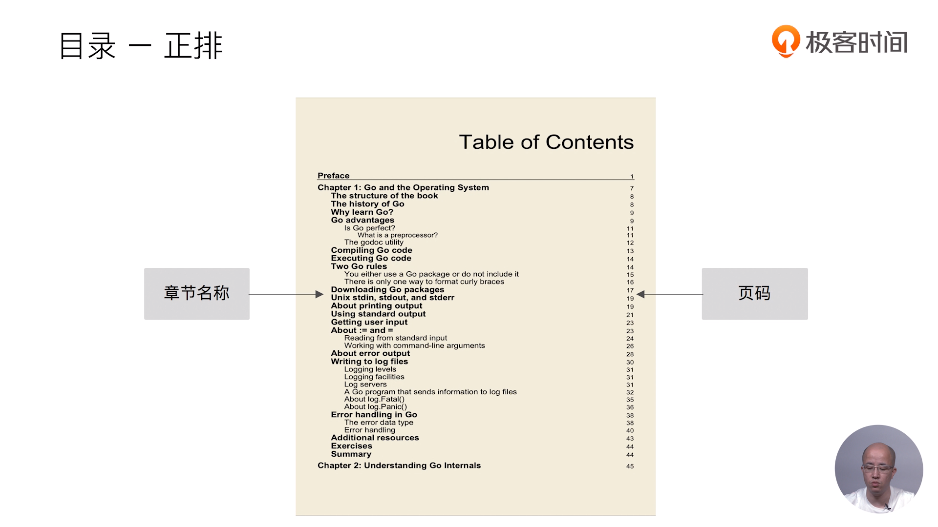 目录 － 正排
极客时间
Table of Contents
Preface 1
Chapter 1: Go and the Operating System 7
The structure of the book 8
The history of Go 8
Why learn Go? 9
Go advantages 9
Is Go perfect? 11
What is a preprocessor? 11
The godoc utility 12
Compiling Go code 13
Executing Go code 14
Two Go rules 14
You either use a Go package or do not include it 15
There is only one way to format curly braces 16
Downloading Go packages 17
Unix stdin, stdout, and stderr 19
About printing output 19
Using standard output 21
Getting user input 23
About := and = 23
Reading from standard input 24
Working with command-line arguments 26
About error output 28
Writing to log files 30
Logging levels 31
Logging facilities 31
Log servers 31
A Go program that sends information to log files 32
About log.Fatal() 35
About log.Panic() 36
Error handling in Go 38
The error data type 38
Error handling 40
Additional resources 43
Exercises 44
Summary 44
Chapter 2: Understanding Go Internals 45
章节名称
页码